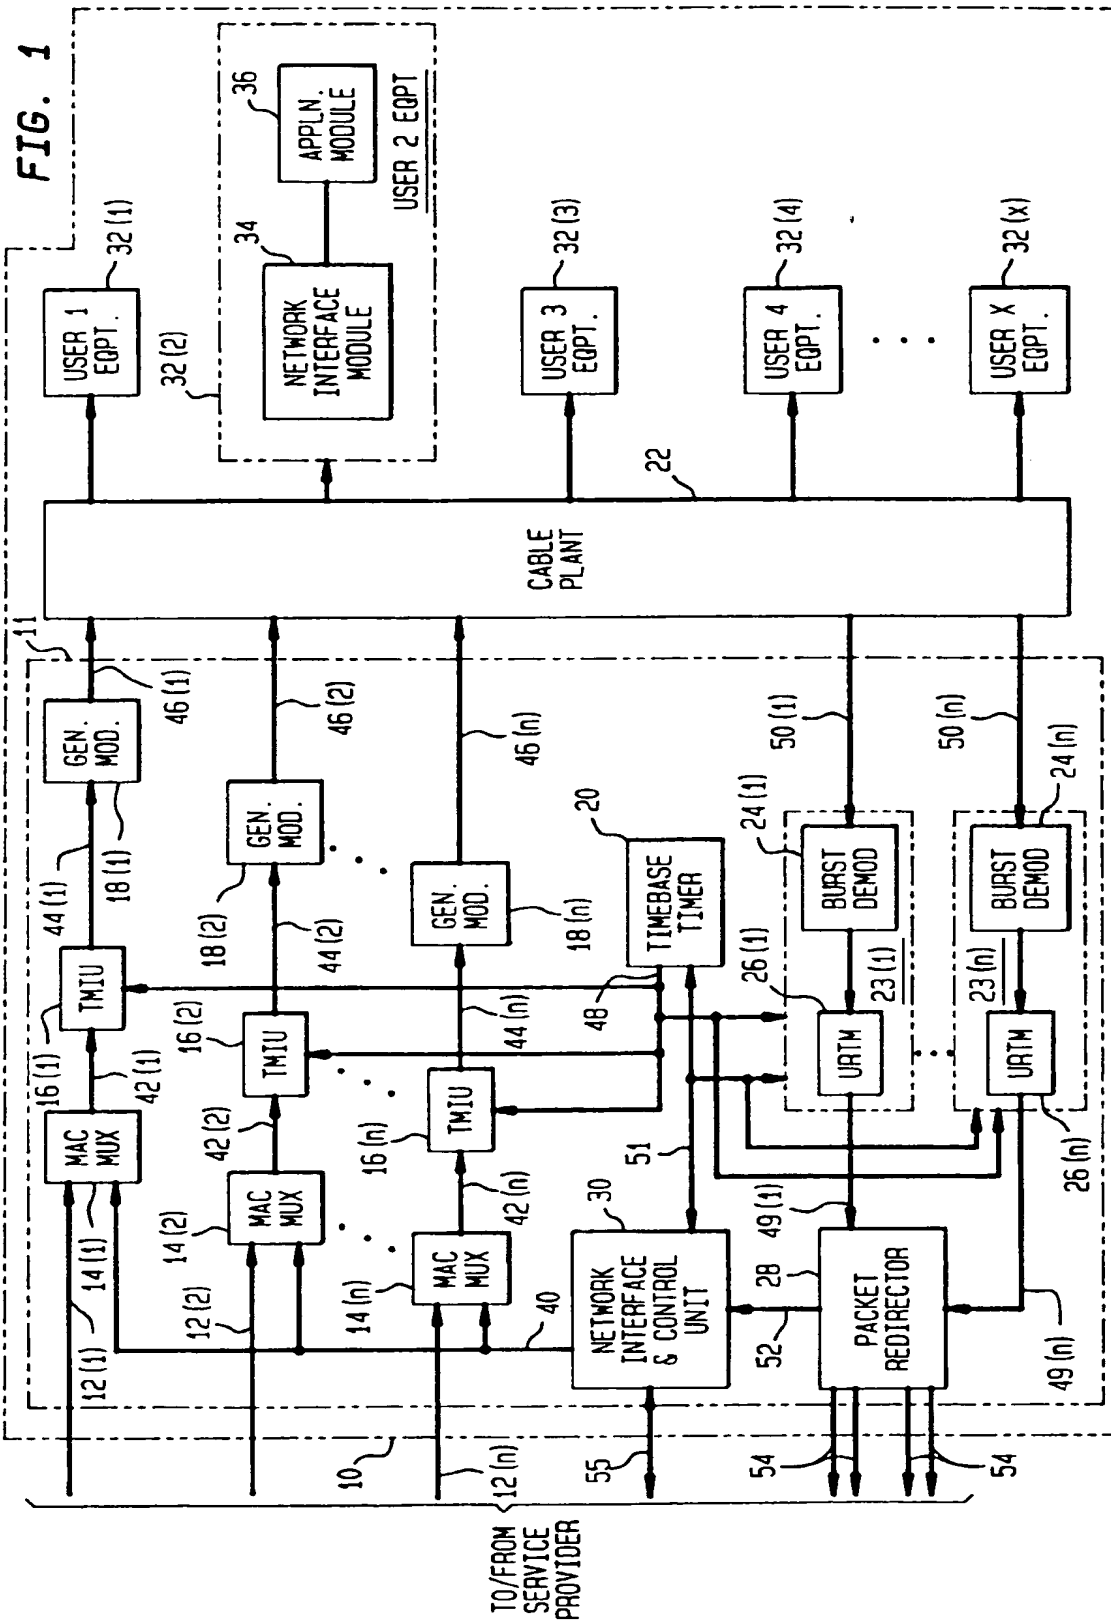 FIG. 1
11
10
TO/FROM
SERVICE
PROVIDER
12(1)
14(1)
MAC
MUX
42(1)
16(1)
TMIU
44(1)
18(1)
GEN.
MOD.
46(1)
12(2)
14(2)
MAC
MUX
42(2)
16(2)
TMIU
44(2)
18(2)
GEN.
MOD.
46(2)
12(n)
14(n)
MAC
MUX
42(n)
16(n)
TMIU
44(n)
18(n)
GEN.
MOD.
46(n)
40
30
NETWORK
INTERFACE
& CONTROL
UNIT
55
51
48
20
TIMEBASE
TIMER
52
28
PACKET
REDIRECTOR
54
54
49(1)
26(1)
URTM
23(1)
24(1)
BURST
DEMOD
50(1)
49(n)
26(n)
URTM
23(n)
24(n)
BURST
DEMOD
50(n)
CABLE
PLANT
22
USER 1
EQPT.
32(1)
32(2)
NETWORK
INTERFACE
MODULE
34
APPLN.
MODULE
36
USER 2 EQPT
USER 3
EQPT.
32(3)
USER 4
EQPT.
32(4)
USER X
EQPT.
32(x)